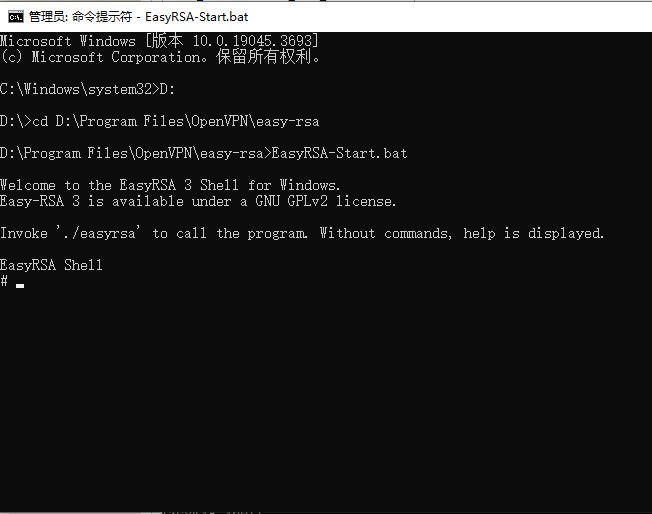 管理员: 命令提示符 - EasyRSA-Start.bat
Microsoft Windows [版本 10.0.19045.3693]
(c) Microsoft Corporation。保留所有权利。
C:\Windows\system32>D:
D:\>cd D:\Program Files\OpenVPN\easy-rsa
D:\Program Files\OpenVPN\easy-rsa>EasyRSA-Start.bat
Welcome to the EasyRSA 3 Shell for Windows.
Easy-RSA 3 is available under a GNU GPLv2 license.
Invoke './easyrsa' to call the program. Without commands, help is displayed.
EasyRSA Shell
#